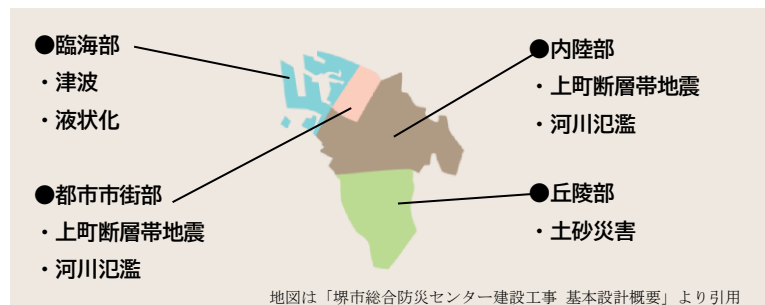 ●臨海部
・津波
・液状化
●都市市街部
・上町断層帯地震
・河川氾濫
●内陸部
・上町断層帯地震
・河川氾濫
●丘陵部
・土砂災害
地図は「堺市総合防災センター建設工事 基本設計概要」より引用